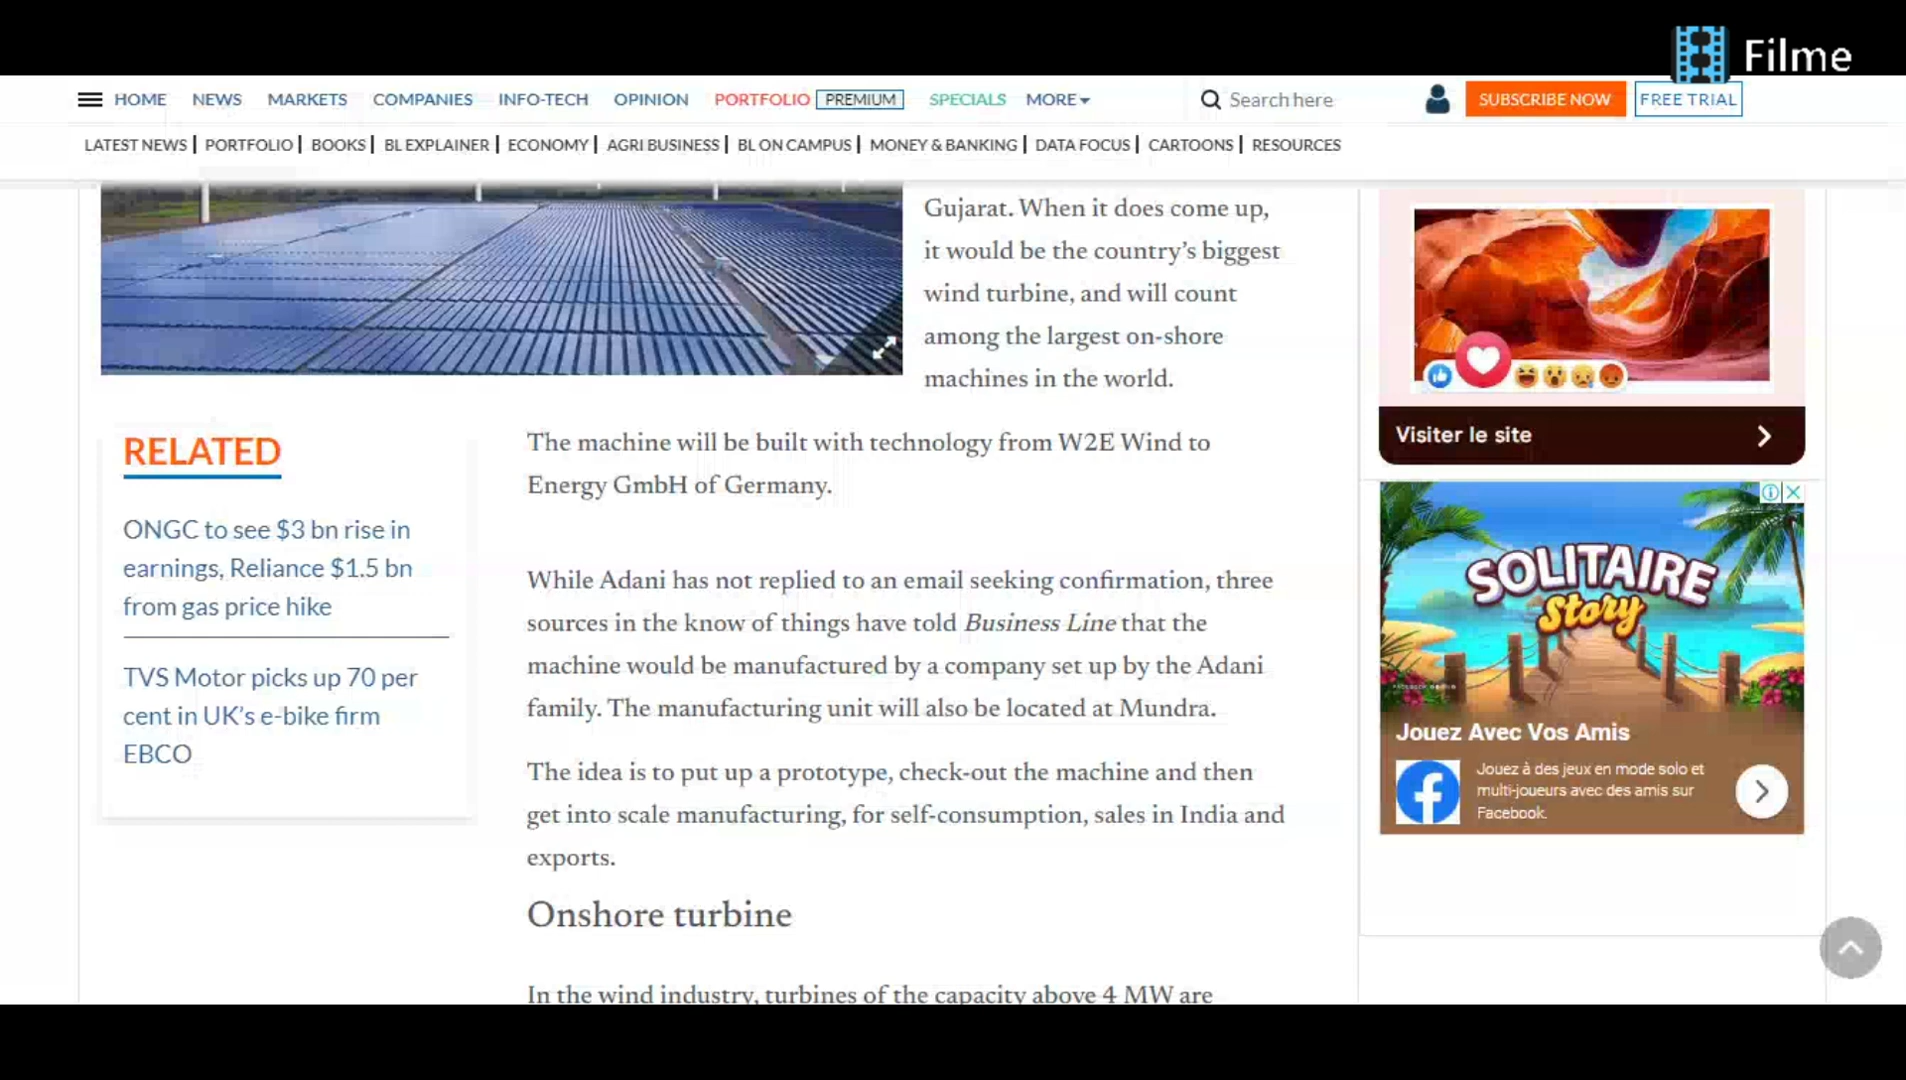 Filme
HOME NEWS MARKETS COMPANIES INFO-TECH OPINION PORTFOLIO PREMIUM SPECIALS MORE Search here SUBSCRIBE NOW FREE TRIAL
LATEST NEWS | PORTFOLIO | BOOKS | BL EXPLAINER | ECONOMY | AGRI BUSINESS | BL ON CAMPUS | MONEY & BANKING | DATA FOCUS | CARTOONS | RESOURCES
Gujarat. When it does come up,
it would be the country’s biggest
wind turbine, and will count
among the largest on-shore
machines in the world.
RELATED
ONGC to see $3 bn rise in
earnings, Reliance $1.5 bn
from gas price hike
TVS Motor picks up 70 per
cent in UK’s e-bike firm
EBCO
The machine will be built with technology from W2E Wind to
Energy GmbH of Germany.
While Adani has not replied to an email seeking confirmation, three
sources in the know of things have told Business Line that the
machine would be manufactured by a company set up by the Adani
family. The manufacturing unit will also be located at Mundra.
The idea is to put up a prototype, check-out the machine and then
get into scale manufacturing, for self-consumption, sales in India and
exports.
Onshore turbine
In the wind industry, turbines of the capacity above 4 MW are
Visiter le site
SOLITAIRE
Story
Jouez Avec Vos Amis
Jouez à des jeux en mode solo et
multi-joueurs avec des amis sur
Facebook.